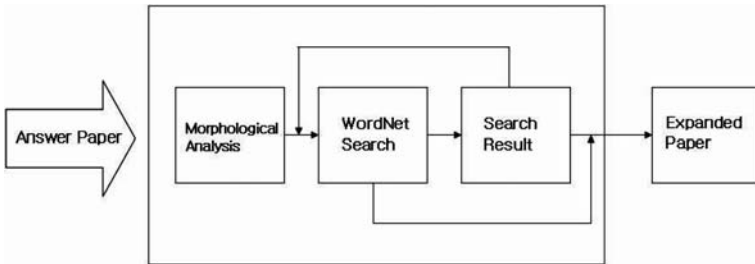 Answer Paper
Morphological
Analysis
WordNet
Search
Search
Result
Expanded
Paper